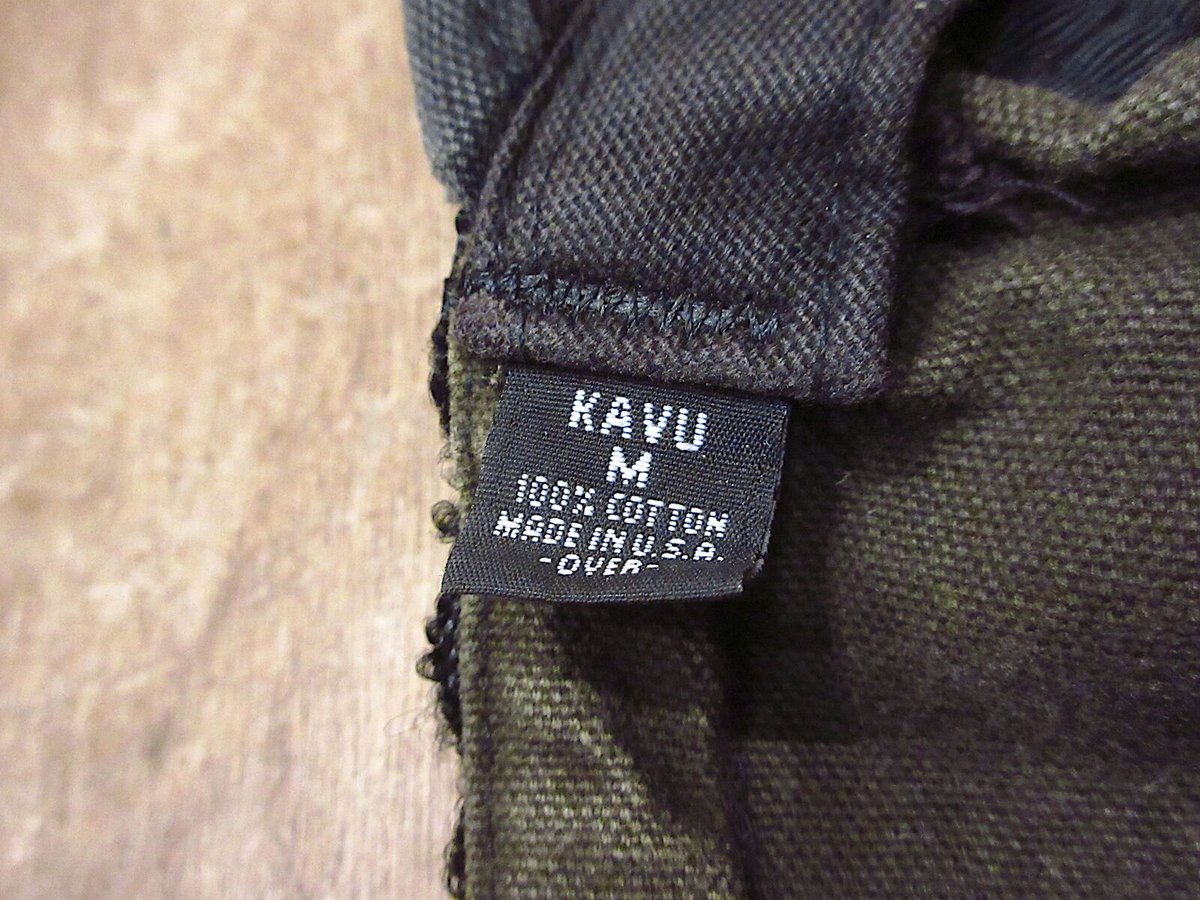 KAVU
M
100% COTTON
MADE IN U.S.A.
-OVER-